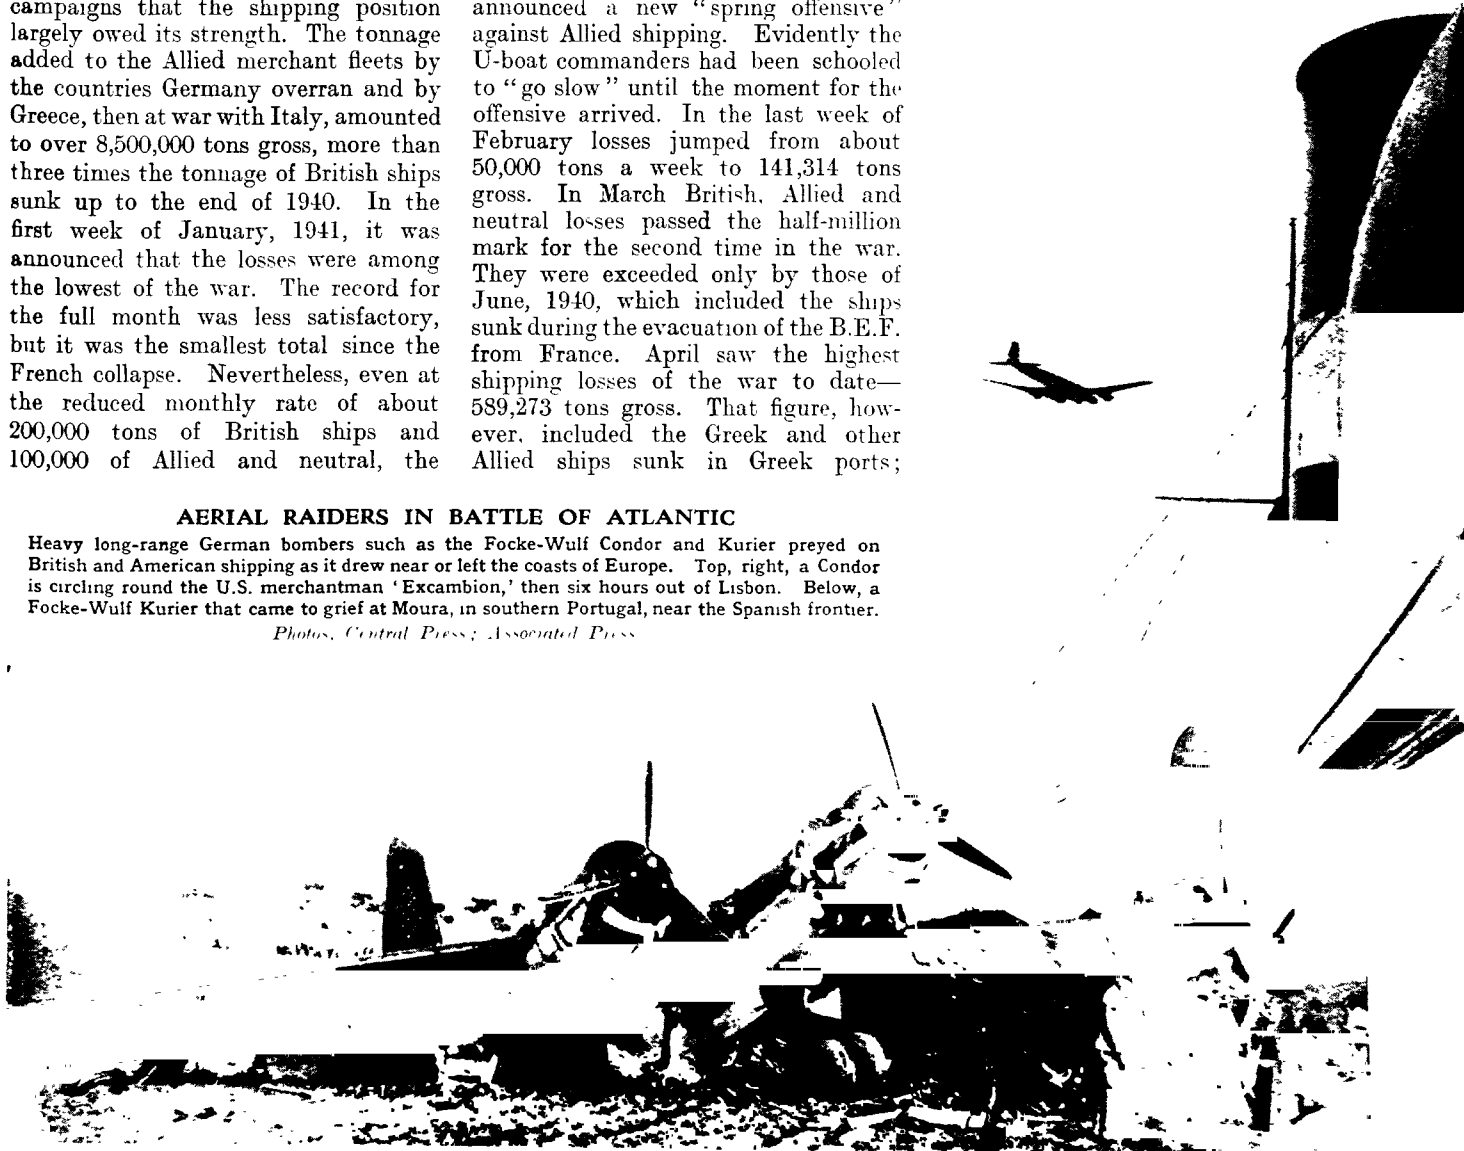 campaigns that the shipping position
largely owed its strength. The tonnage
added to the Allied merchant fleets by
the countries Germany overran and by
Greece, then at war with Italy, amounted
to over 8,500,000 tons gross, more than
three times the tonnage of British ships
sunk up to the end of 1940. In the
first week of January, 1941, it was
announced that the losses were among
the lowest of the war. The record for
the full month was less satisfactory,
but it was the smallest total since the
French collapse. Nevertheless, even at
the reduced monthly rate of about
200,000 tons of British ships and
100,000 of Allied and neutral, the
announced a new “spring offensive”
against Allied shipping. Evidently the
U-boat commanders had been schooled
to “go slow” until the moment for the
offensive arrived. In the last week of
February losses jumped from about
50,000 tons a week to 141,314 tons
gross. In March British, Allied and
neutral losses passed the half-million
mark for the second time in the war.
They were exceeded only by those of
June, 1940, which included the ships
sunk during the evacuation of the B.E.F.
from France. April saw the highest
shipping losses of the war to date—
589,273 tons gross. That figure, how-
ever, included the Greek and other
Allied ships sunk in Greek ports;
AERIAL RAIDERS IN BATTLE OF ATLANTIC
Heavy long-range German bombers such as the Focke-Wulf Condor and Kurier preyed on
British and American shipping as it drew near or left the coasts of Europe. Top, right, a Condor
is circling round the U.S. merchantman ‘Excambion,’ then six hours out of Lisbon. Below, a
Focke-Wulf Kurier that came to grief at Moura, in southern Portugal, near the Spanish frontier.
Photos, Central Press; Associated Press